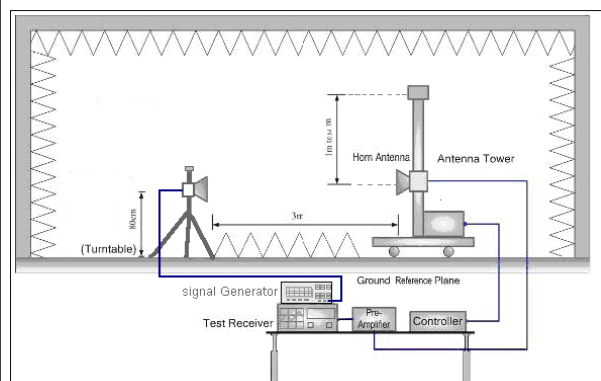 1m to 4 m
Horn Antenna
Antenna Tower
80cm
3m
(Turntable)
Ground Reference Plane
signal Generator
Test Receiver
Pre-
Amplifier
Controller